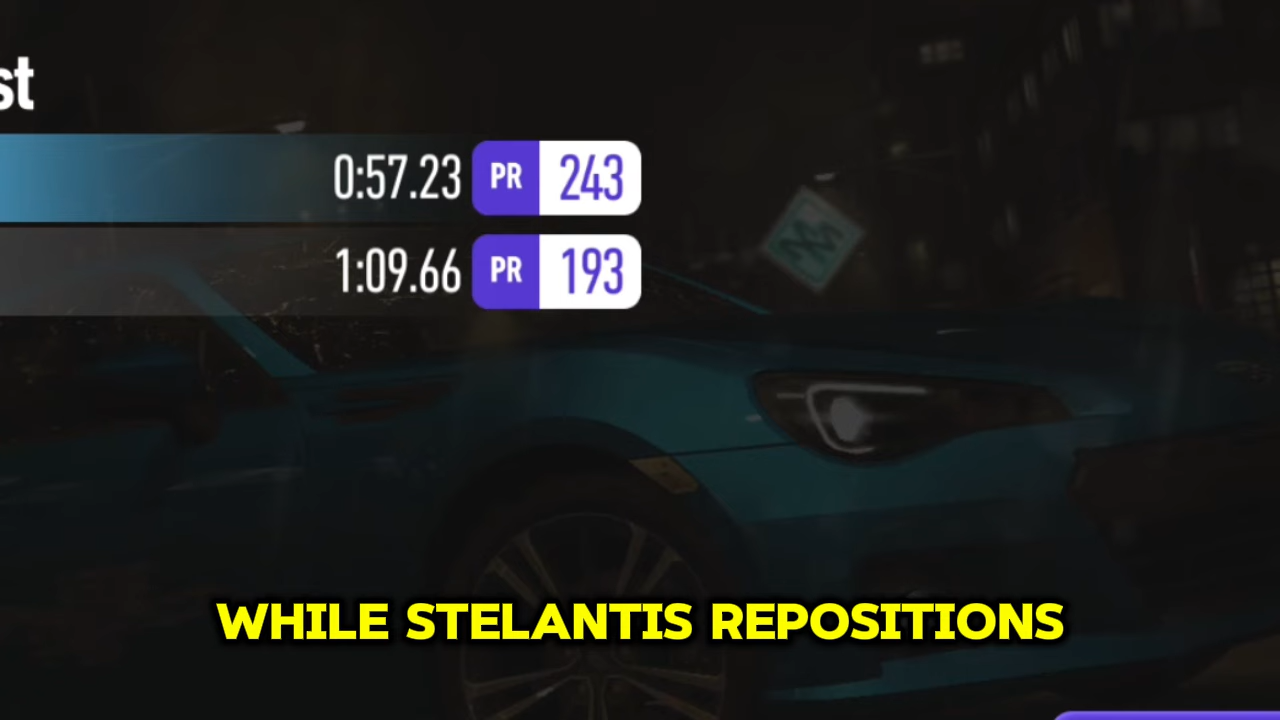 st
0:57.23 PR 243
1:09.66 PR 193
WHILE STELANTIS REPOSITIONS